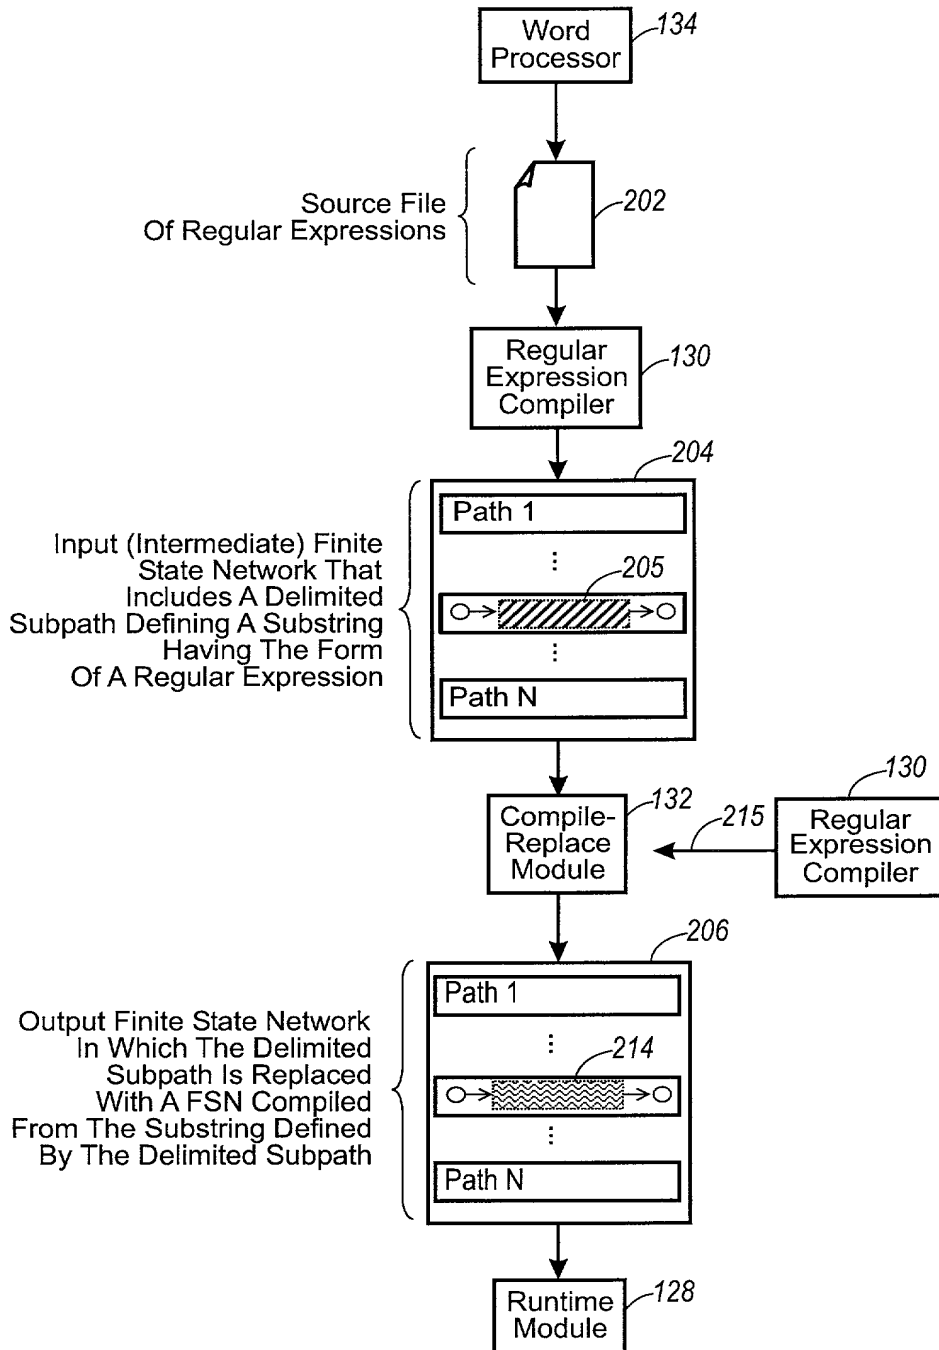 Word
Processor
134
Source File
Of Regular Expressions
202
Regular
Expression
Compiler
130
204
Path 1
Input (Intermediate) Finite
State Network That
Includes A Delimited
Subpath Defining A Substring
Having The Form
Of A Regular Expression
205
Path N
Compile-
Replace
Module
132
215
130
Regular
Expression
Compiler
206
Path 1
Output Finite State Network
In Which The Delimited
Subpath Is Replaced
With A FSN Compiled
From The Substring Defined
By The Delimited Subpath
214
Path N
Runtime
Module
128